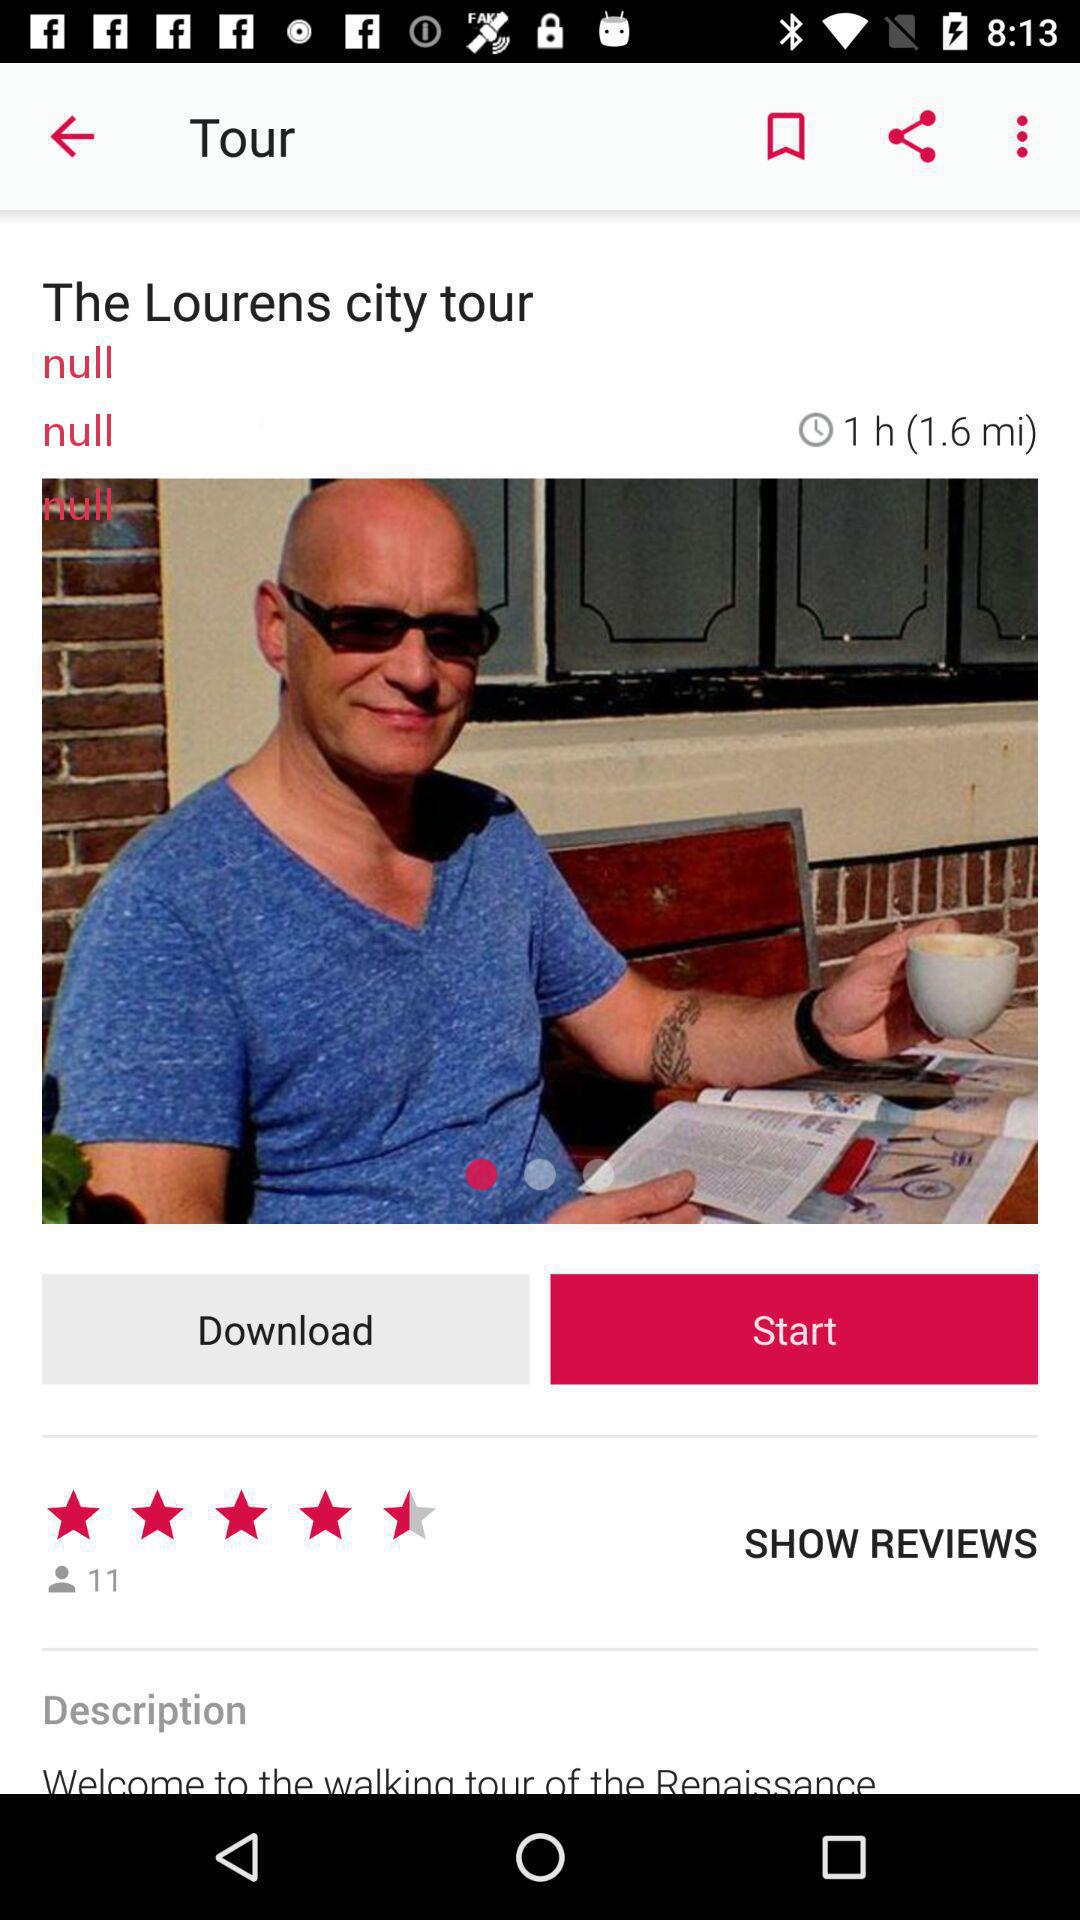 FAKE
8:13
Tour
The Lourens city tour
null
null
1 h (1.6 mi)
null
Download
Start
SHOW REVIEWS
11
Description
Welcome to the walking tour of the Renaissance